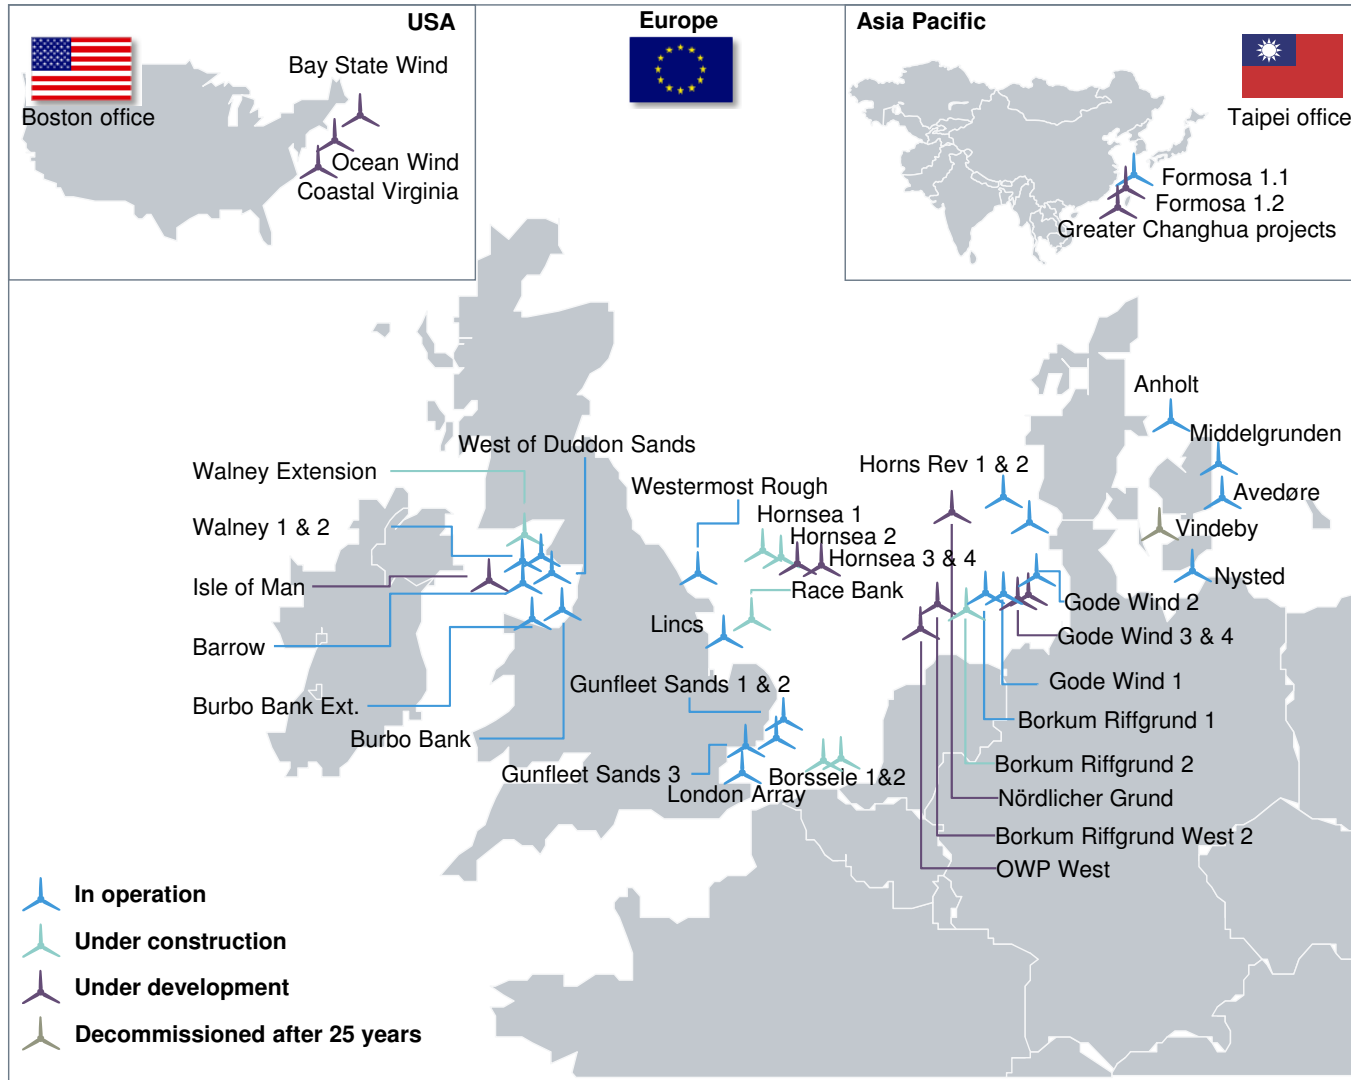 USA
Boston office
Bay State Wind
Ocean Wind
Coastal Virginia
Europe
Asia Pacific
Taipei office
Formosa 1.1
Formosa 1.2
Greater Changhua projects
West of Duddon Sands
Walney Extension
Walney 1 & 2
Isle of Man
Barrow
Burbo Bank Ext.
Burbo Bank
Westermost Rough
Hornsea 1
Hornsea 2
Hornsea 3 & 4
Race Bank
Lincs
Gunfleet Sands 1 & 2
Gunfleet Sands 3
London Array
Borssele 1&2
Anholt
Middelgrunden
Horns Rev 1 & 2
Avedøre
Vindeby
Nysted
Gode Wind 2
Gode Wind 3 & 4
Gode Wind 1
Borkum Riffgrund 1
Borkum Riffgrund 2
Nördlicher Grund
Borkum Riffgrund West 2
OWP West
In operation
Under construction
Under development
Decommissioned after 25 years